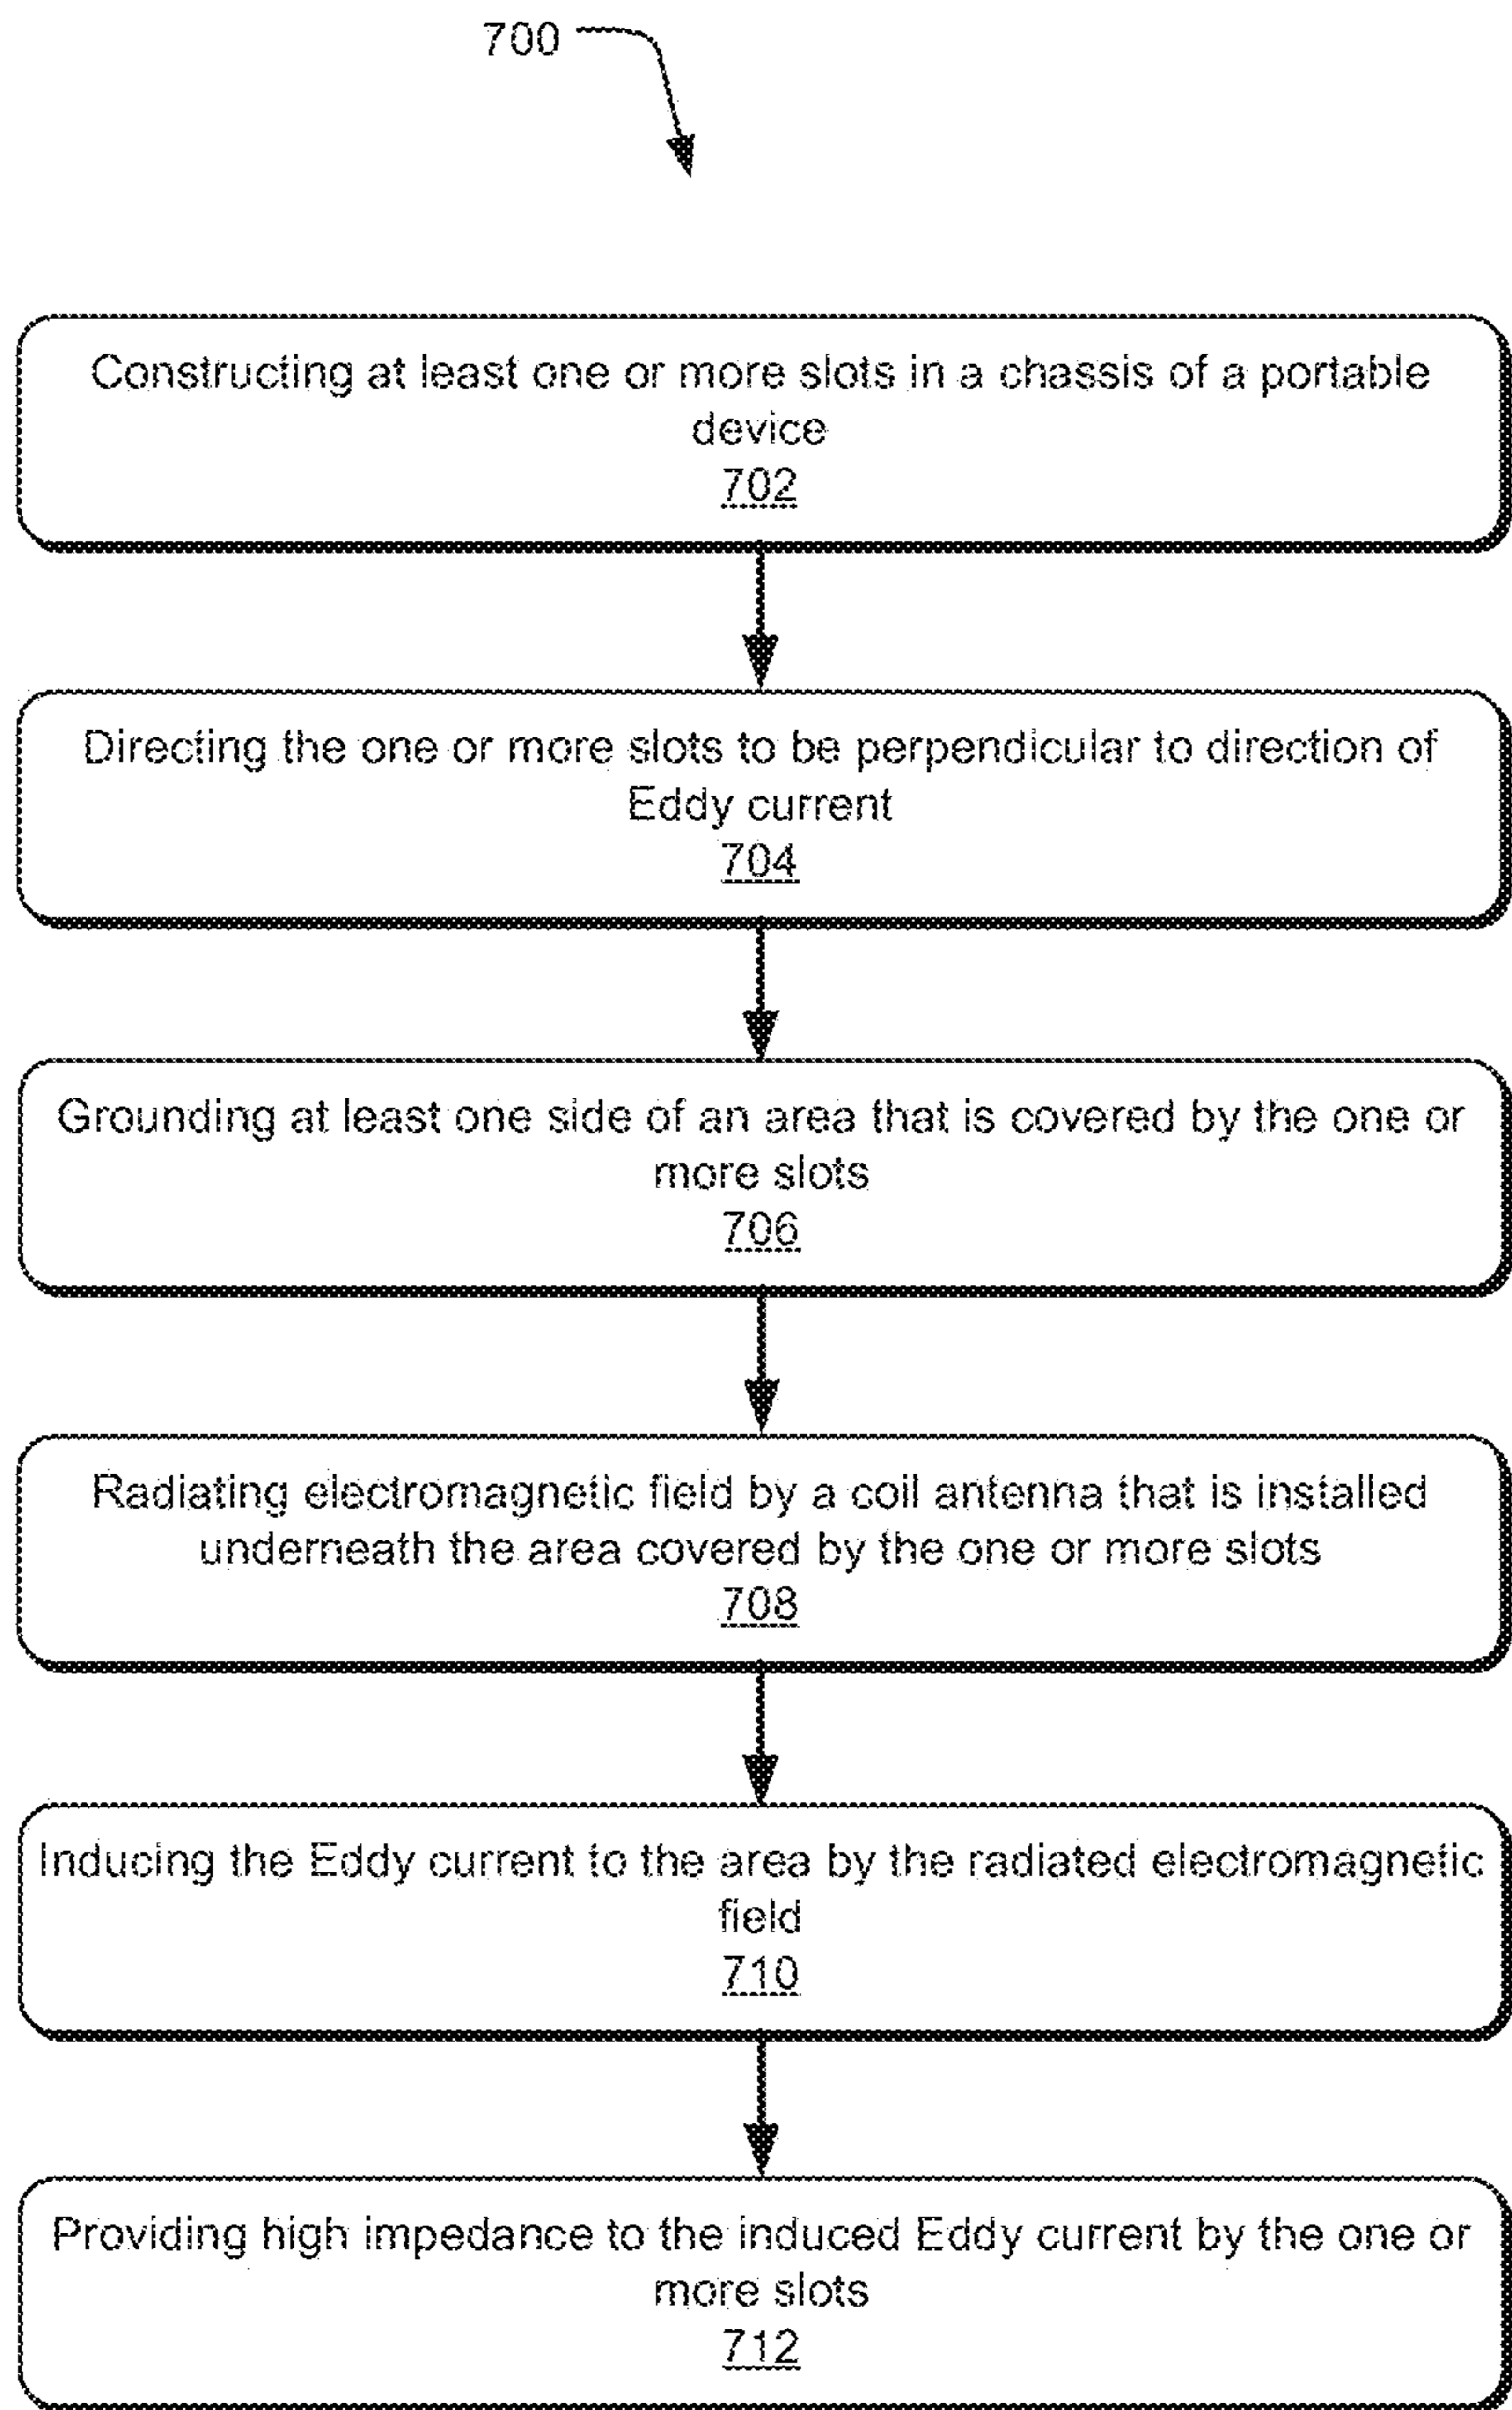 700
Constructing at least one or more slots in a chassis of a portable
device
702
Directing the one or more slots to be perpendicular to direction of
Eddy current
704
Grounding at least one side of an area that is covered by the one or
more slots
706
Radiating electromagnetic field by a coil antenna that is installed
underneath the area covered by the one or more slots
708
Inducing the Eddy current to the area by the radiated electromagnetic
field
710
Providing high impedance to the induced Eddy current by the one or
more slots
712